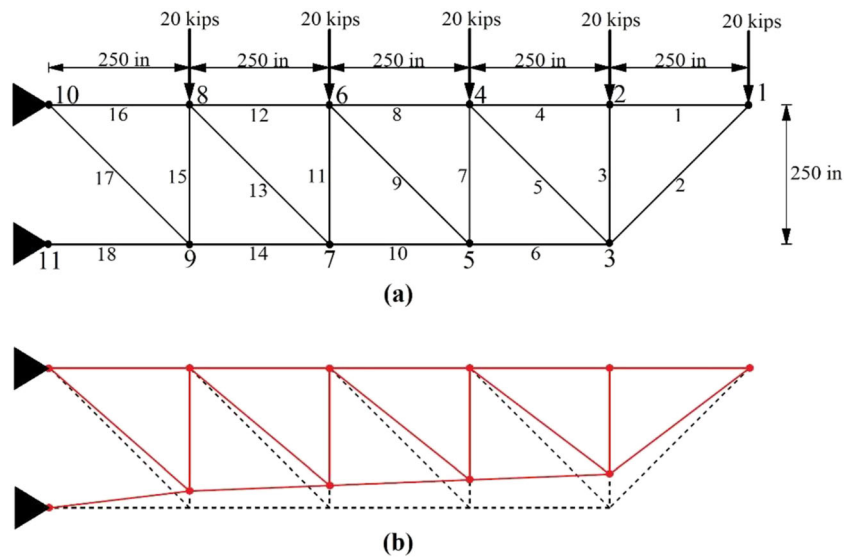 20 kips 20 kips 20 kips 20 kips 20 kips
250 in 250 in 250 in 250 in 250 in
10 8 6 4 2 1
16 12 8 4 1
17 15 13 11 9 7 5 3 2 250 in
11 18 9 14 7 10 5 6 3
(a)
(b)